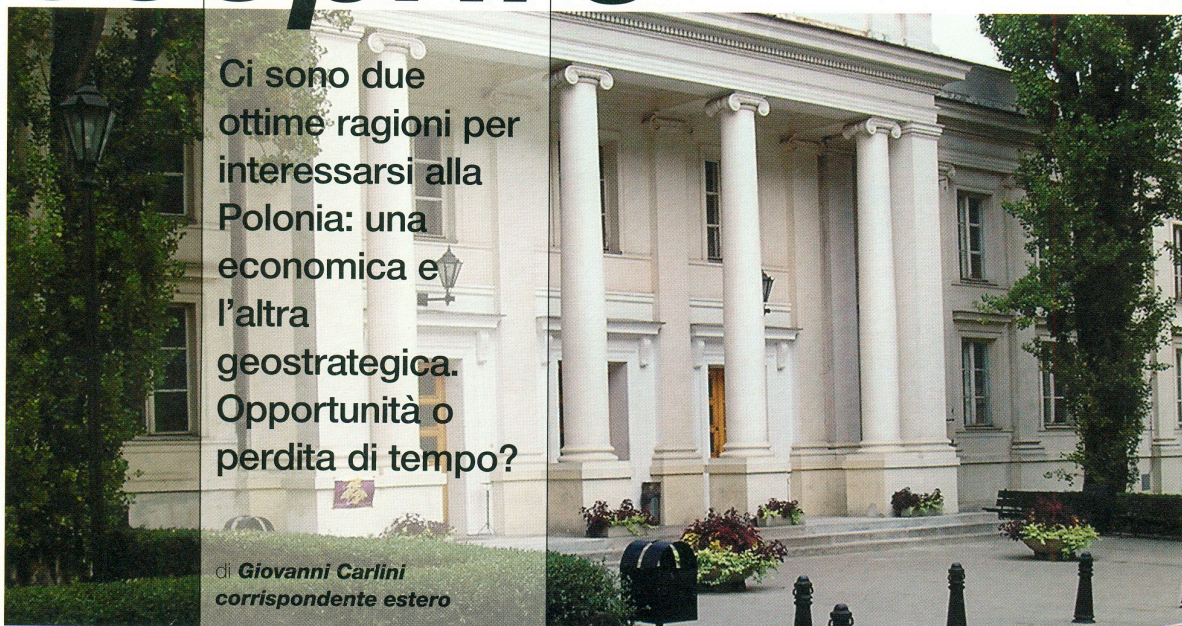 Ci sono due
ottime ragioni per
interessarsi alla
Polonia: una
economica e
l'altra
geostrategica.
Opportunità o
perdita di tempo?
di Giovanni Carlini
corrispondente estero